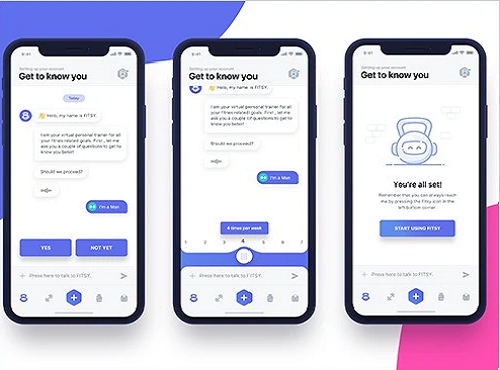 9:41
Setting up your account
Get to know you
Today
Hello, my name is FITSY.
I am your virtual personal trainer for all
your fitness related goals. First, let me
ask you a couple of questions to get to
know you better!
Should we proceed?
I'm a Man
YES
NOT YET
Press here to talk to FITSY.
9:41
Setting up your account
Get to know you
Hello, my name is FITSY.
I am your virtual personal trainer for all
your fitness related goals. First, let me
ask you a couple of questions to get to
know you better!
Should we proceed?
I'm a Man
4 times per week
1 2 3 4 5 6 7
Press here to talk to FITSY.
9:41
Setting up your account
Get to know you
You're all set!
Remember that you can always reach
me by pressing the Fitsy icon in the
left bottom corner.
START USING FITSY
Press here to talk to FITSY.